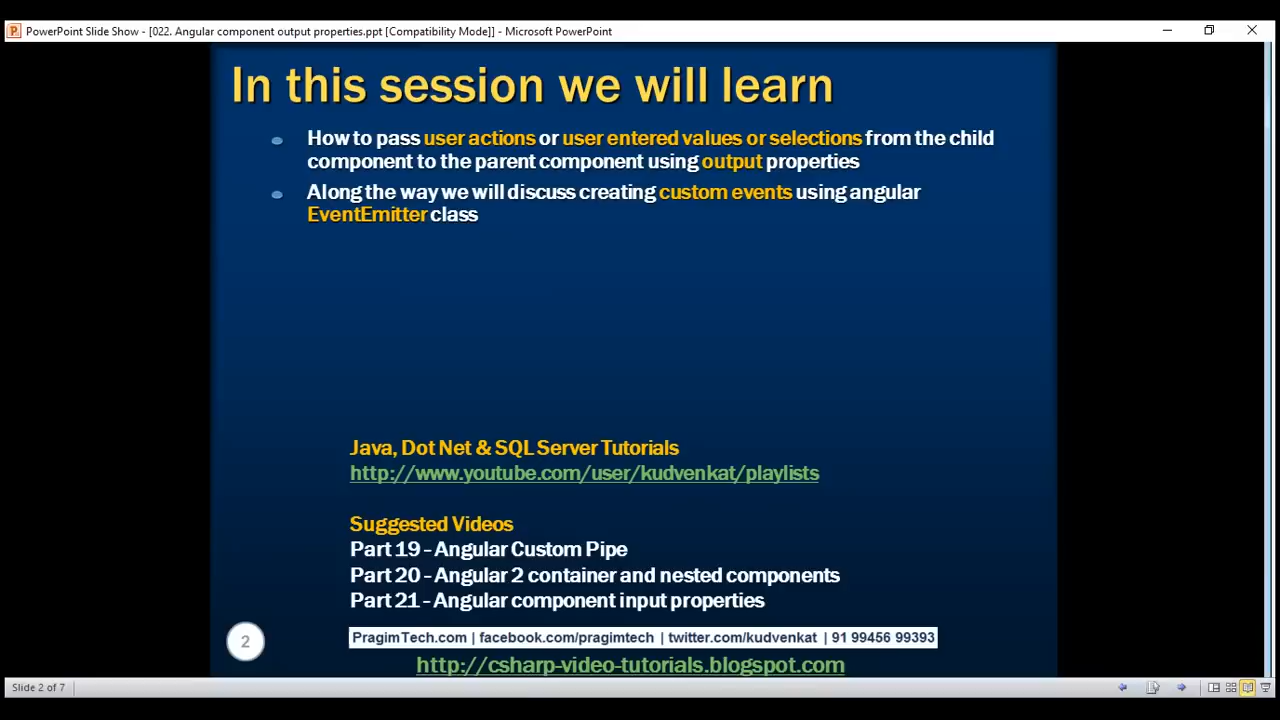 PowerPoint Slide Show - [022. Angular component output properties.ppt [Compatibility Mode]] - Microsoft PowerPoint
In this session we will learn
How to pass user actions or user entered values or selections from the child
component to the parent component using output properties
Along the way we will discuss creating custom events using angular
EventEmitter class
Java, Dot Net & SQL Server Tutorials
http://www.youtube.com/user/kudvenkat/playlists
Suggested Videos
Part 19 - Angular Custom Pipe
Part 20 - Angular 2 container and nested components
Part 21 - Angular component input properties
2
PragimTech.com | facebook.com/pragimtech | twitter.com/kudvenkat | 91 99456 99393
http://csharp-video-tutorials.blogspot.com
Slide 2 of 7